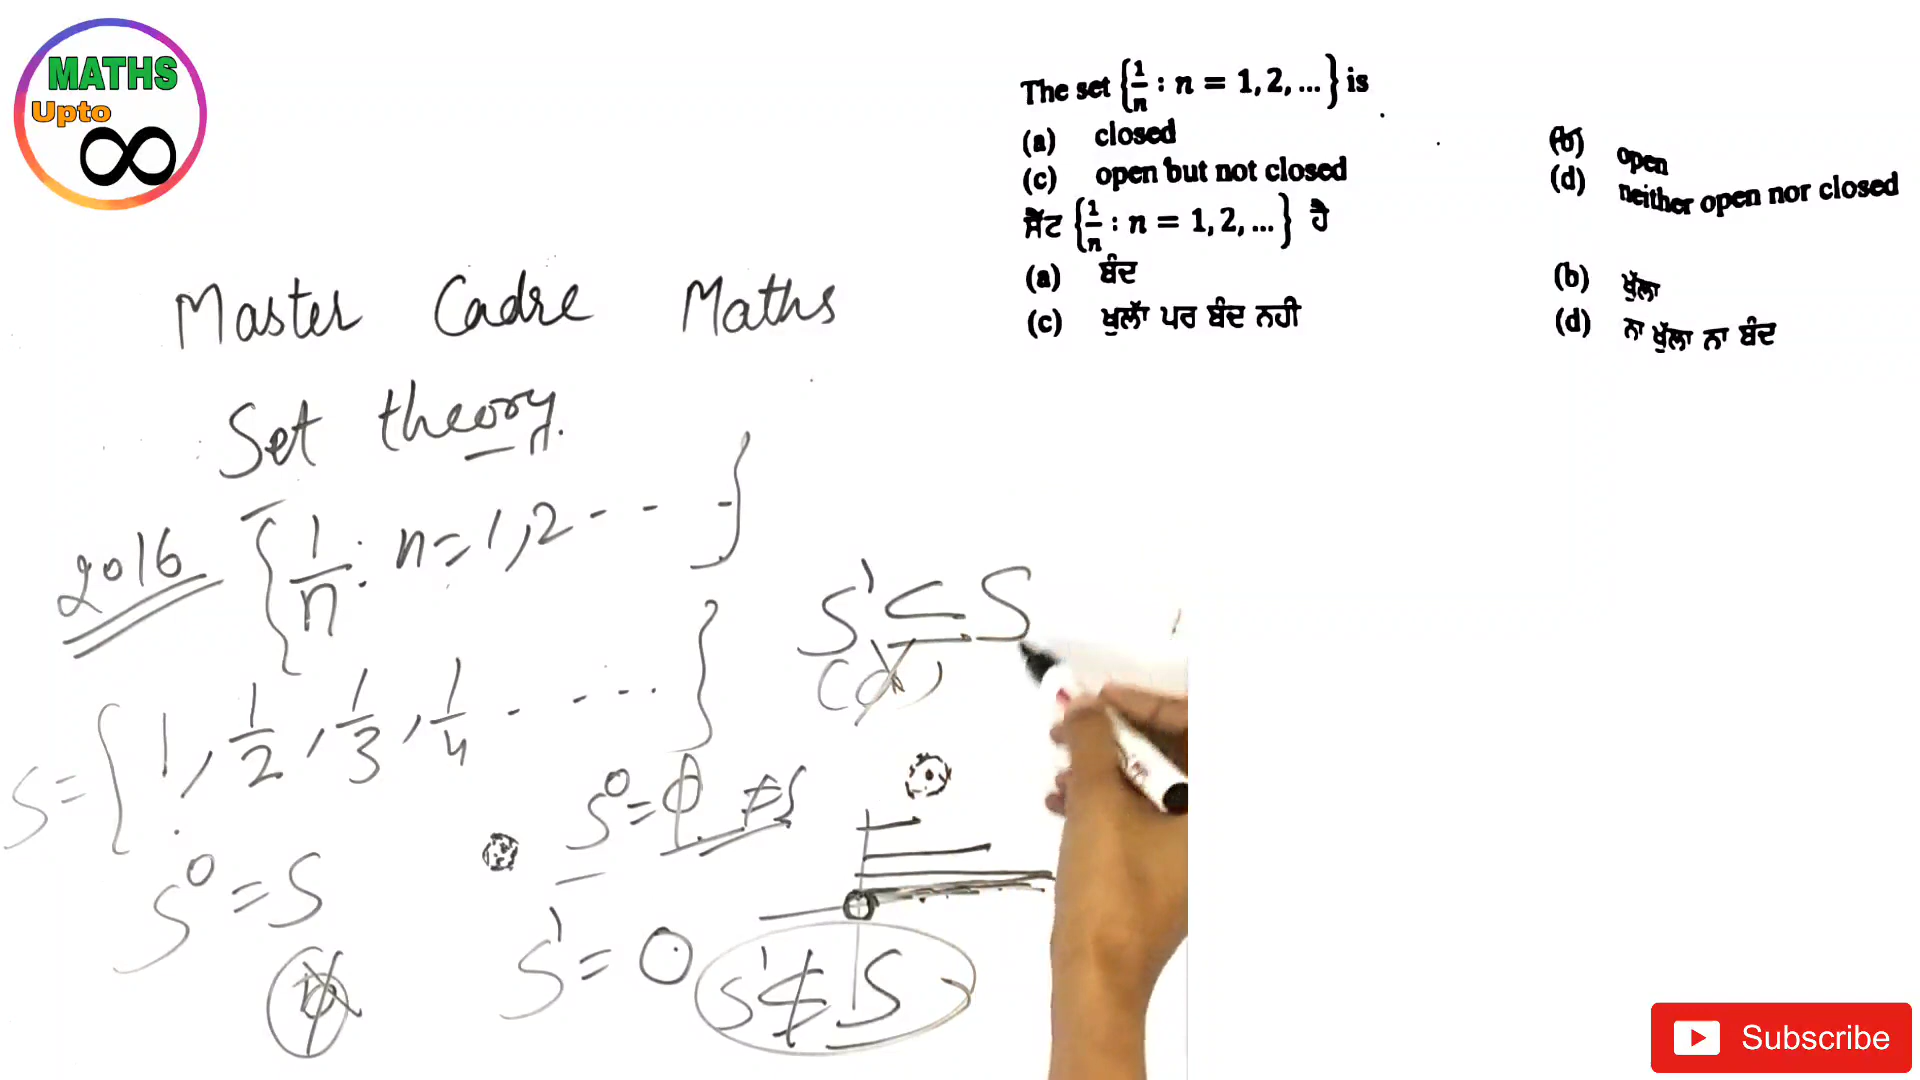 MATHS
Upto
∞
The set {1/n : n = 1, 2, ...} is
(a) closed
(b) open
(c) open but not closed
(d) neither open nor closed
ਸੈੱਟ {1/n : n = 1, 2, ...} ਹੈ
(a) ਬੰਦ
(b) ਖੁੱਲਾ
(c) ਖੁਲਾੱ ਪਰ ਬੰਦ ਨਹੀ
(d) ਨਾ ਖੁੱਲਾ ਨਾ ਬੰਦ
Master Cadre Maths
Set theory.
2016 {1/n : n = 1, 2 - - - }
S = {1, 1/2, 1/3, 1/4 - - - - }
S' ⊆ S
S⁰ = φ ≠ S
S⁰ = S
S' = 0
S' ⊄ S
Subscribe